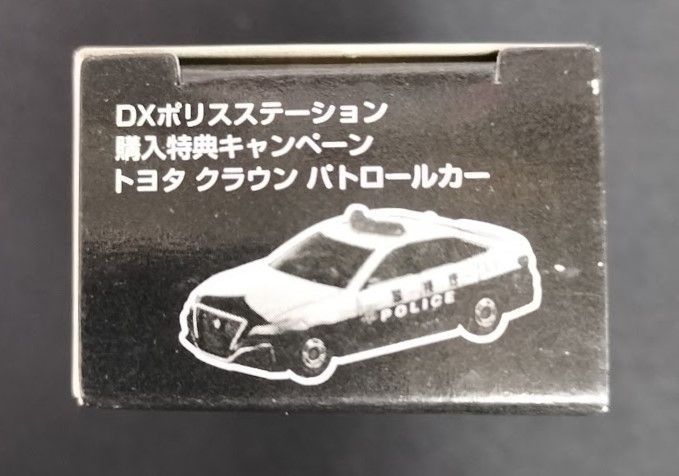 DXポリスステーション
購入特典キャンペーン
トヨタ クラウン パトロールカー
警視庁
POLICE